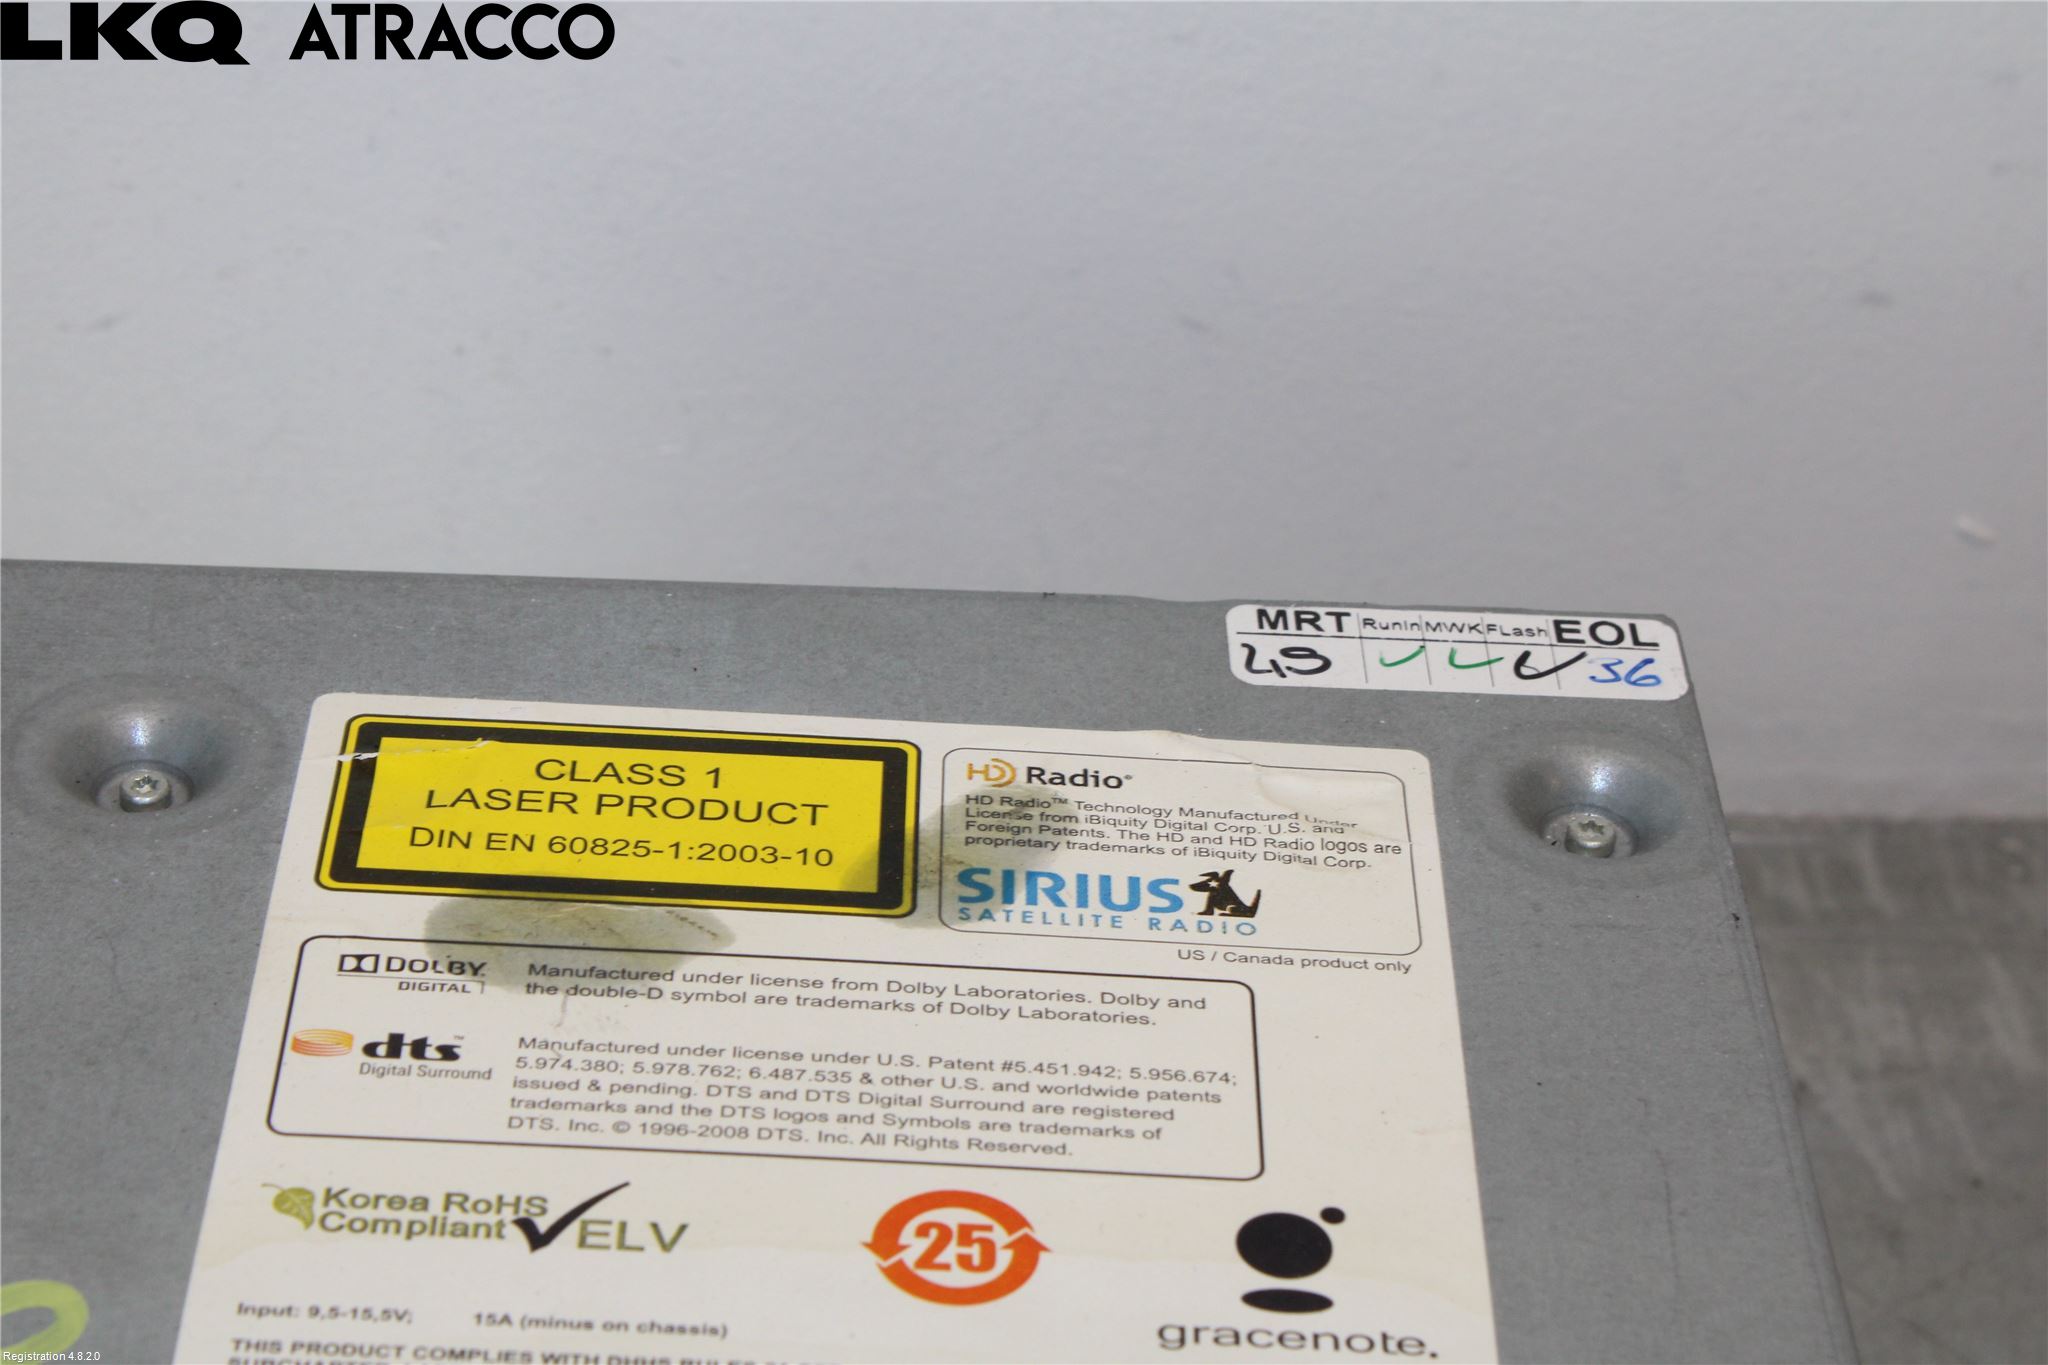 LKQ ATRACCO
MRT RunIn MWK FLash EOL
36
CLASS 1
LASER PRODUCT
DIN EN 60825-1:2003-10
HD Radio®
HD Radio™ Technology Manufactured Under
License from iBiquity Digital Corp. U.S. and
Foreign Patents. The HD and HD Radio logos are
proprietary trademarks of iBiquity Digital Corp.
SIRIUS
SATELLITE RADIO
US / Canada product only
DOLBY
DIGITAL
Manufactured under license from Dolby Laboratories. Dolby and
the double-D symbol are trademarks of Dolby Laboratories.
dts™
Digital Surround
Manufactured under license under U.S. Patent #5.451.942; 5.956.674;
5.974.380; 5.978.762; 6.487.535 & other U.S. and worldwide patents
issued & pending. DTS and DTS Digital Surround are registered
trademarks and the DTS logos and Symbols are trademarks of
DTS. Inc. © 1996-2008 DTS. Inc. All Rights Reserved.
Korea RoHS
Compliant
ELV
25
gracenote.
Input: 9,5-15,5V; 15A (minus on chassis)
THIS PRODUCT COMPLIES WITH DHHS RULES
Registration 4.8.2.0